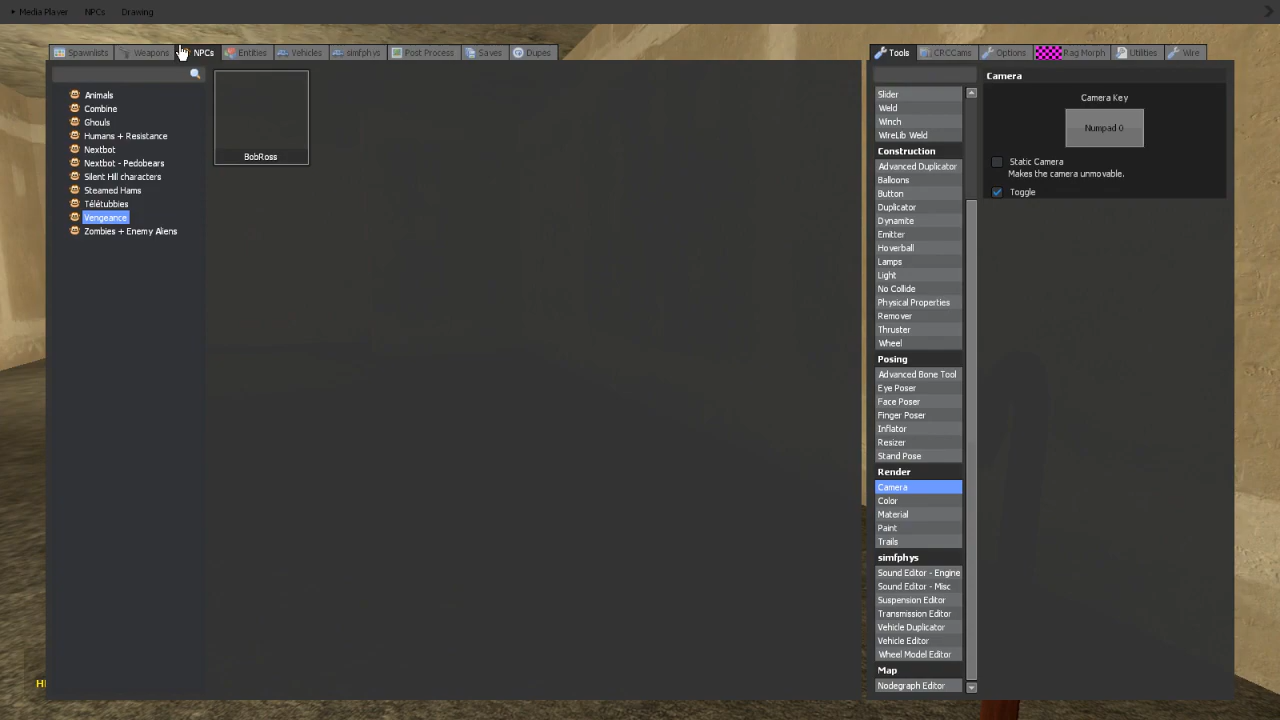 Media Player NPCs Drawing
Spawnlists Weapons NPCs Entities Vehicles simfphys Post Process Saves Dupes
Tools CRCCams Options Rag Morph Utilities Wire
Animals
Combine
Ghouls
Humans + Resistance
Nextbot
Nextbot - Pedobears
Silent Hill characters
Steamed Hams
Télétubbies
Vengeance
Zombies + Enemy Aliens
BobRoss
Slider
Weld
Winch
WireLib Weld
Construction
Advanced Duplicator
Balloons
Button
Duplicator
Dynamite
Emitter
Hoverball
Lamps
Light
No Collide
Physical Properties
Remover
Thruster
Wheel
Posing
Advanced Bone Tool
Eye Poser
Face Poser
Finger Poser
Inflator
Resizer
Stand Pose
Render
Camera
Color
Material
Paint
Trails
simfphys
Sound Editor - Engine
Sound Editor - Misc
Suspension Editor
Transmission Editor
Vehicle Duplicator
Vehicle Editor
Wheel Model Editor
Map
Nodegraph Editor
Camera
Camera Key
Numpad 0
Static Camera
Makes the camera unmovable.
Toggle